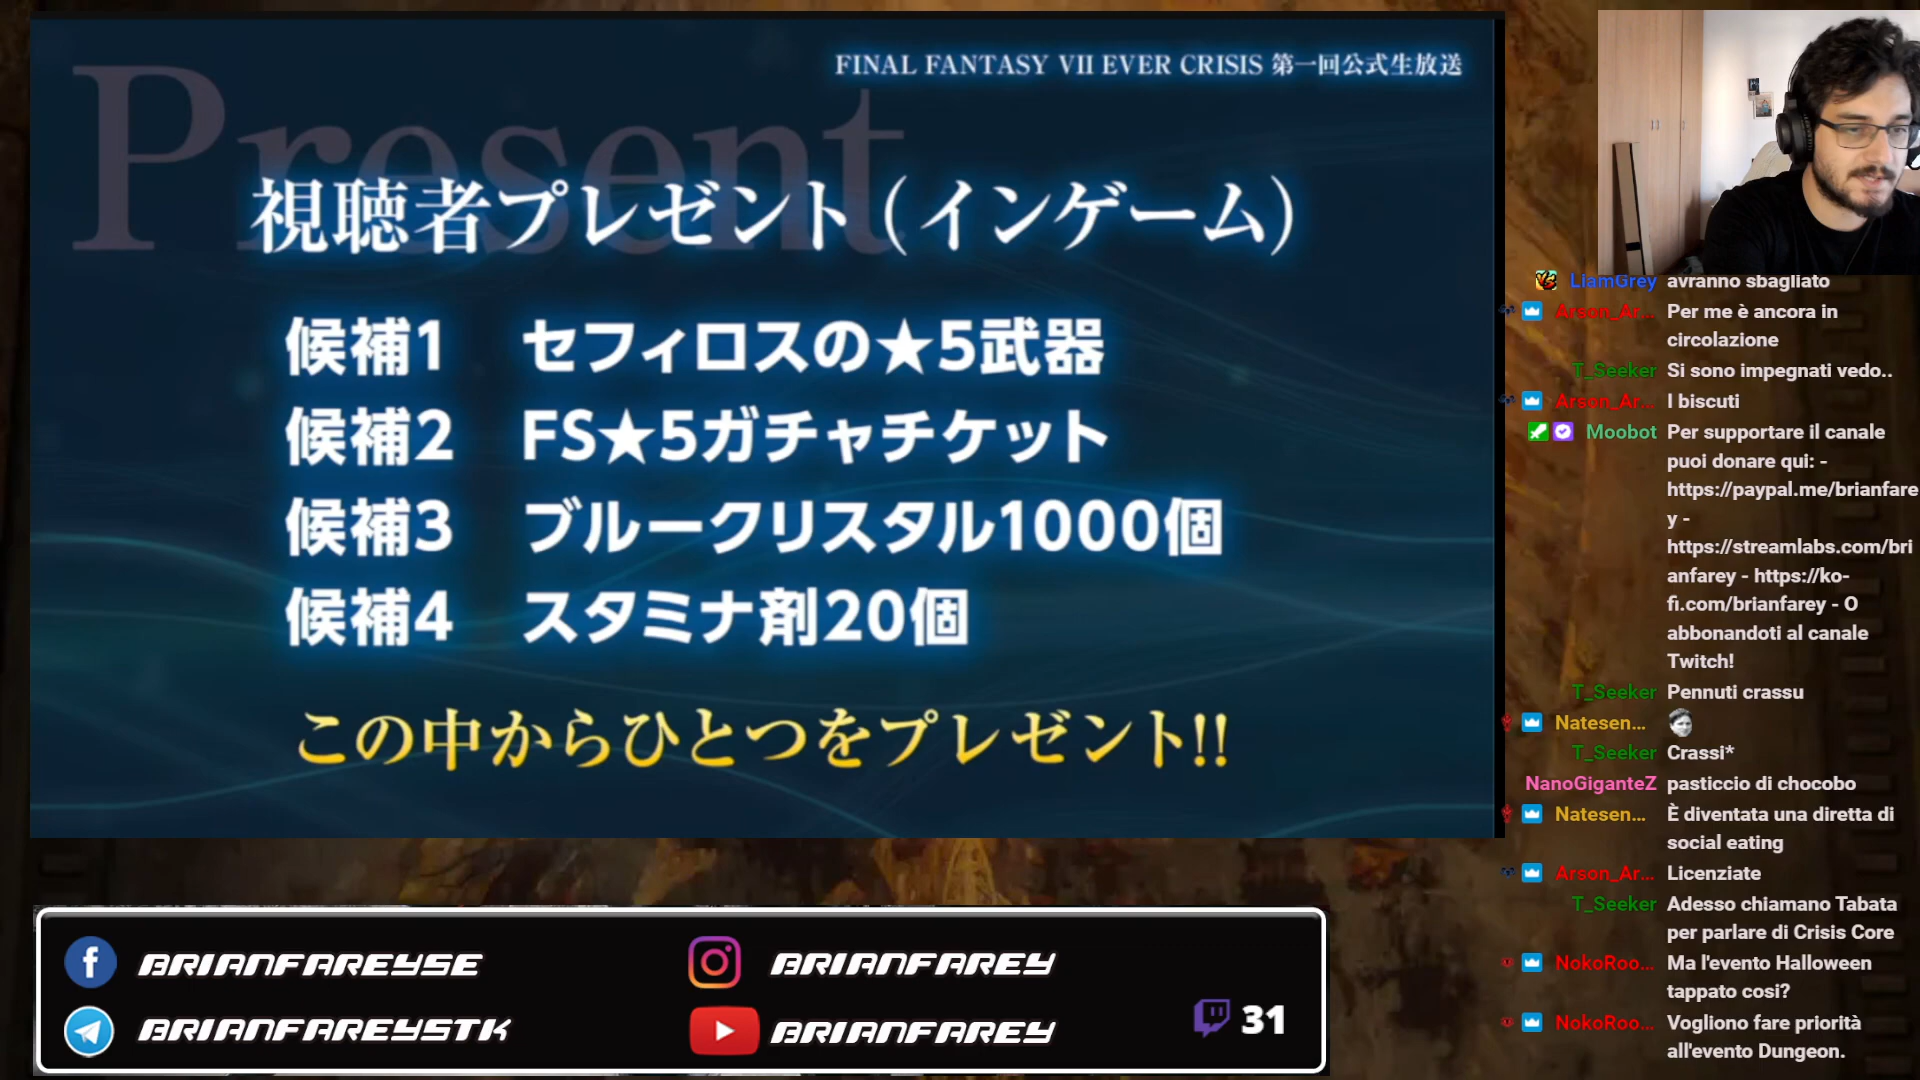 FINAL FANTASY VII EVER CRISIS 第一回公式生放送
Present
視聴者プレゼント(インゲーム)
候補1 セフィロスの★5武器
候補2 FS★5ガチャチケット
候補3 ブルークリスタル1000個
候補4 スタミナ剤20個
この中からひとつをプレゼント!!
LiamGrey avranno sbagliato
Arson_Ar... Per me è ancora in
circolazione
T_Seeker Si sono impegnati vedo..
Arson_Ar... I biscuti
Moobot Per supportare il canale
puoi donare qui: -
https://paypal.me/brianfare
y -
https://streamlabs.com/bri
anfarey - https://ko-
fi.com/brianfarey - O
abbonandoti al canale
Twitch!
T_Seeker Pennuti crassu
Natesen...
T_Seeker Crassi*
NanoGiganteZ pasticcio di chocobo
Natesen... È diventata una diretta di
social eating
Arson_Ar... Licenziate
T_Seeker Adesso chiamano Tabata
per parlare di Crisis Core
NokoRoo... Ma l'evento Halloween
tappato cosi?
NokoRoo... Vogliono fare priorità
all'evento Dungeon.
BRIANFAREYSE
BRIANFAREY
BRIANFAREYSTK
BRIANFAREY
31